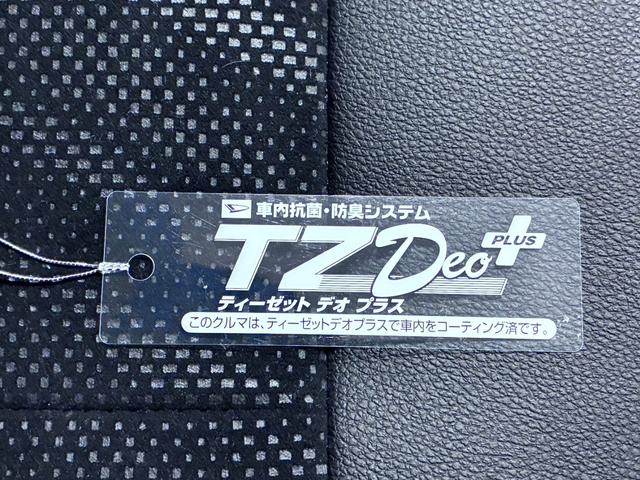 車内抗菌・防臭システム
TZ Deo PLUS
ティーゼット デオ プラス
このクルマは、ティーゼットデオプラスで車内をコーティング済です。